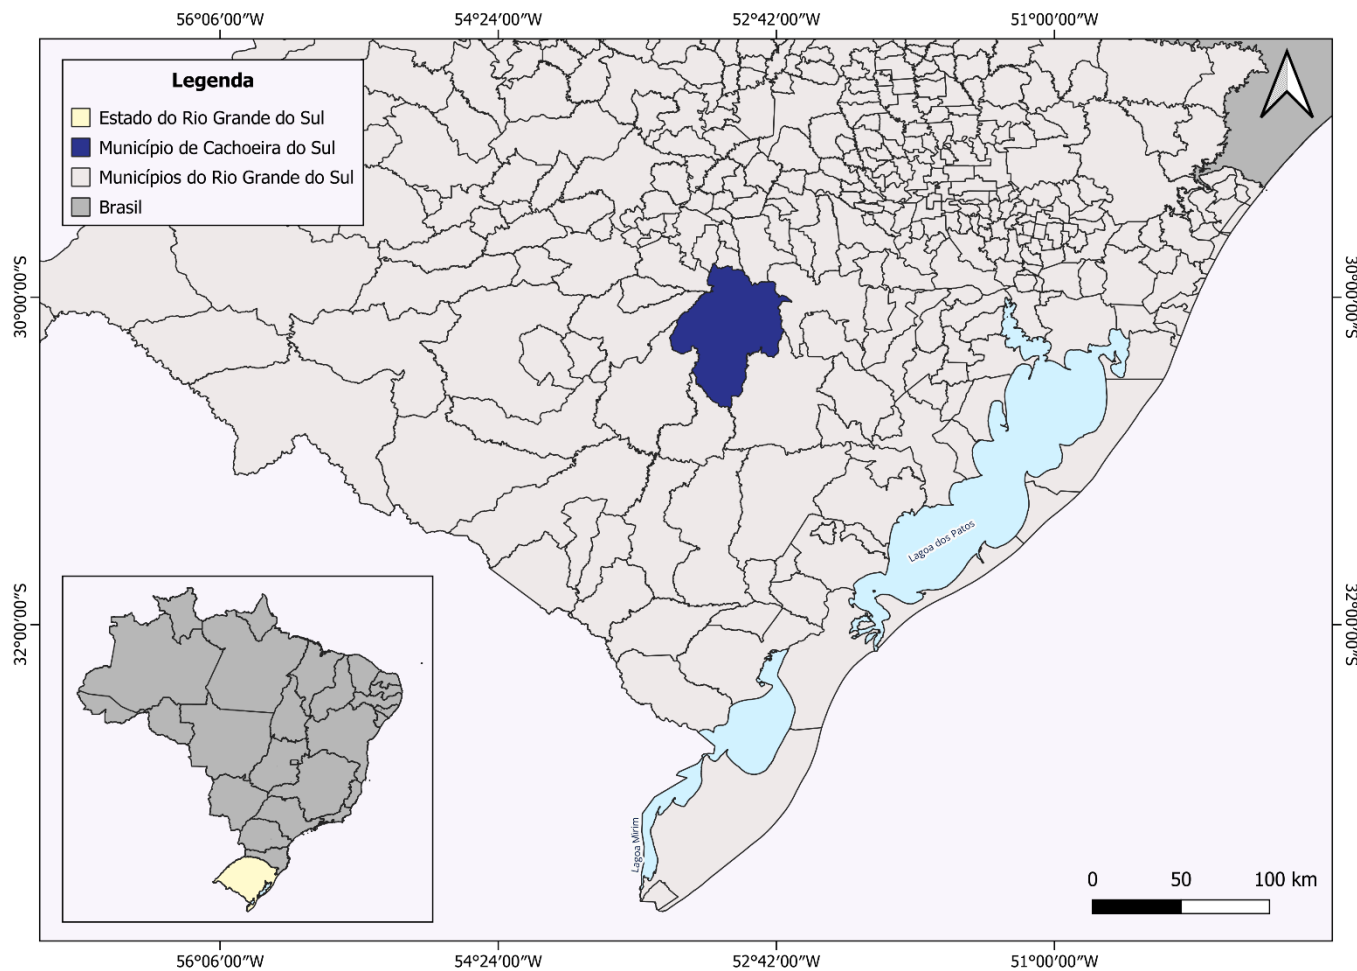 56°06'00"W 54°24'00"W 52°42'00"W 51°00'00"W
Legenda
Estado do Rio Grande do Sul
Município de Cachoeira do Sul
Municípios do Rio Grande do Sul
Brasil
30°00'00"S
30°00'00"S
Lagoa dos Patos
32°00'00"S
32°00'00"S
Lagoa Mirim
0 50 100 km
56°06'00"W 54°24'00"W 52°42'00"W 51°00'00"W